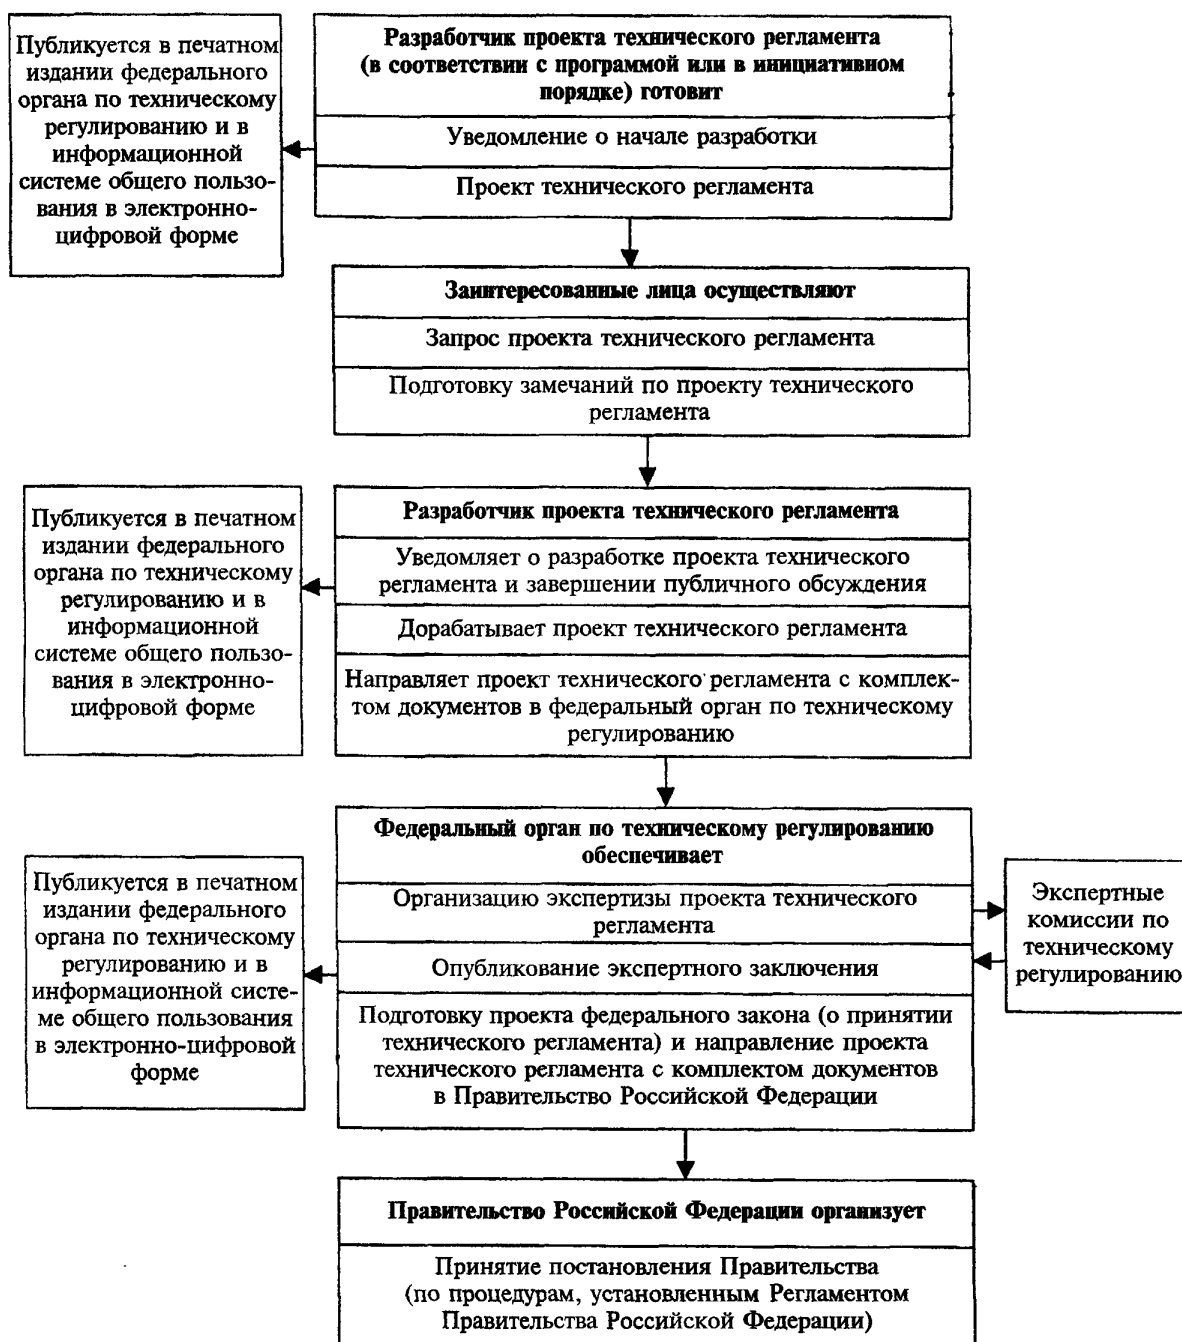 Публикуется в печатном
издании федерального
органа по техническому
регулированию и в
информационной
системе общего пользо-
вания в электронно-
цифровой форме
Разработчик проекта технического регламента
(в соответствии с программой или в инициативном
порядке) готовит
Уведомление о начале разработки
Проект технического регламента
Заинтересованные лица осуществляют
Запрос проекта технического регламента
Подготовку замечаний по проекту технического
регламента
Публикуется в печатном
издании федерального
органа по техническому
регулированию и в
информационной
системе общего пользо-
вания в электронно-
цифровой форме
Разработчик проекта технического регламента
Уведомляет о разработке проекта технического
регламента и завершении публичного обсуждения
Дорабатывает проект технического регламента
Направляет проект технического регламента с комплек-
том документов в федеральный орган по техническому
регулированию
Федеральный орган по техническому регулированию
обеспечивает
Организацию экспертизы проекта технического
регламента
Опубликование экспертного заключения
Подготовку проекта федерального закона (о принятии
технического регламента) и направление проекта
технического регламента с комплектом документов
в Правительство Российской Федерации
Публикуется в печатном
издании федерального
органа по техническому
регулированию и в
информационной систе-
ме общего пользования
в электронно-цифровой
форме
Экспертные
комиссии по
техническому
регулированию
Правительство Российской Федерации организует
Принятие постановления Правительства
(по процедурам, установленным Регламентом
Правительства Российской Федерации)